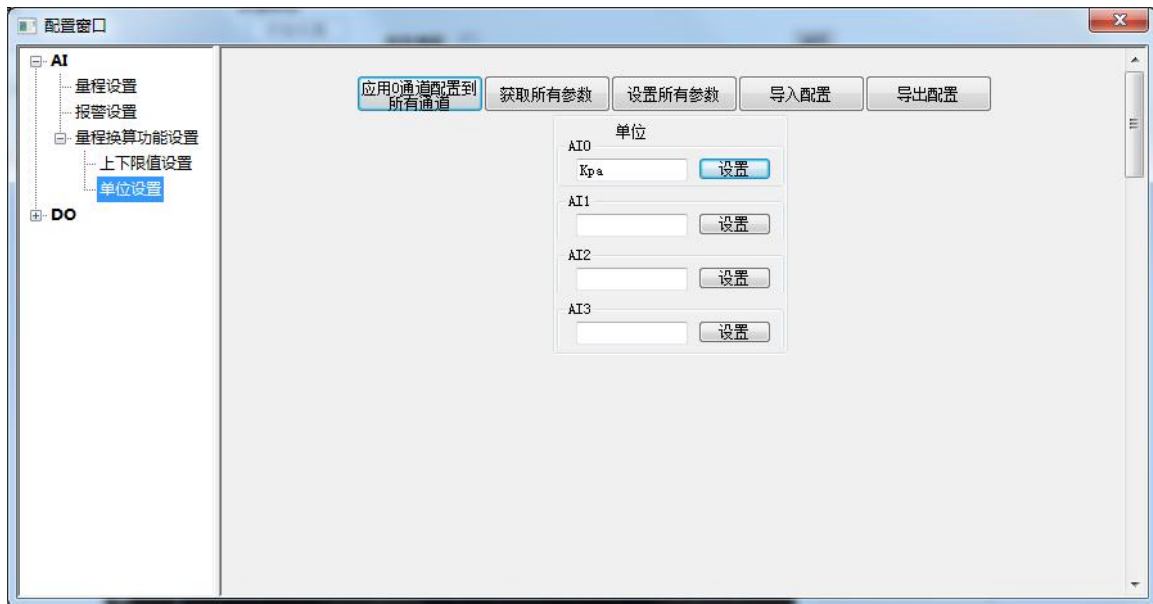 配置窗口
AI
量程设置
报警设置
量程换算功能设置
上下限值设置
单位设置
DO
应用0通道配置到
所有通道
获取所有参数
设置所有参数
导入配置
导出配置
单位
AI0
Kpa 设置
AI1
设置
AI2
设置
AI3
设置